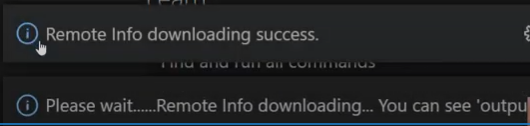 Remote Info downloading success.
Find and run all commands
Please wait......Remote Info downloading... You can see 'outpu